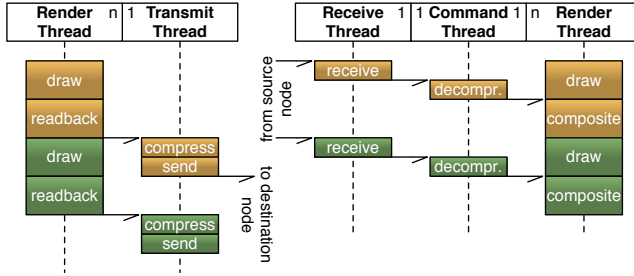 Render
Thread
n
1
Transmit
Thread
draw
readback
draw
readback
compress
send
compress
send
to destination
node
from source
node
Receive
Thread
1
1
Command
Thread
1
n
Render
Thread
receive
receive
decompr.
decompr.
draw
composite
draw
composite